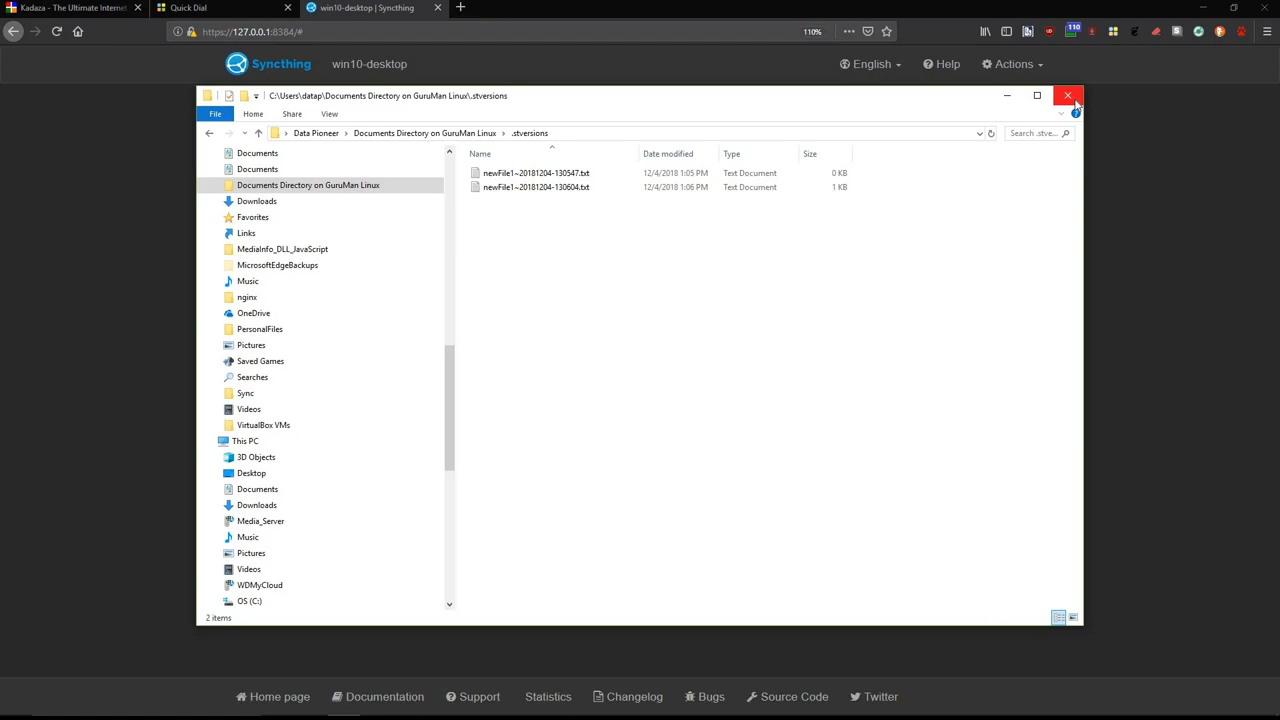 Kadaza - The Ultimate Internet
Quick Dial
win10-desktop | Syncthing
https://127.0.0.1:8384/#
110%
110
Syncthing
win10-desktop
English
Help
Actions
C:\Users\datap\Documents Directory on GuruMan Linux\.stversions
File
Home
Share
View
Data Pioneer
Documents Directory on GuruMan Linux
.stversions
Search .stve...
Documents
Documents
Documents Directory on GuruMan Linux
Downloads
Favorites
Links
MediaInfo_DLL_JavaScript
MicrosoftEdgeBackups
Music
nginx
OneDrive
PersonalFiles
Pictures
Saved Games
Searches
Sync
Videos
VirtualBox VMs
This PC
3D Objects
Desktop
Documents
Downloads
Media_Server
Music
Pictures
Videos
WDMyCloud
OS (C:)
Name Date modified Type Size
newFile1~20181204-130547.txt 12/4/2018 1:05 PM Text Document 0 KB
newFile1~20181204-130604.txt 12/4/2018 1:06 PM Text Document 1 KB
2 items
Home page
Documentation
Support
Statistics
Changelog
Bugs
Source Code
Twitter